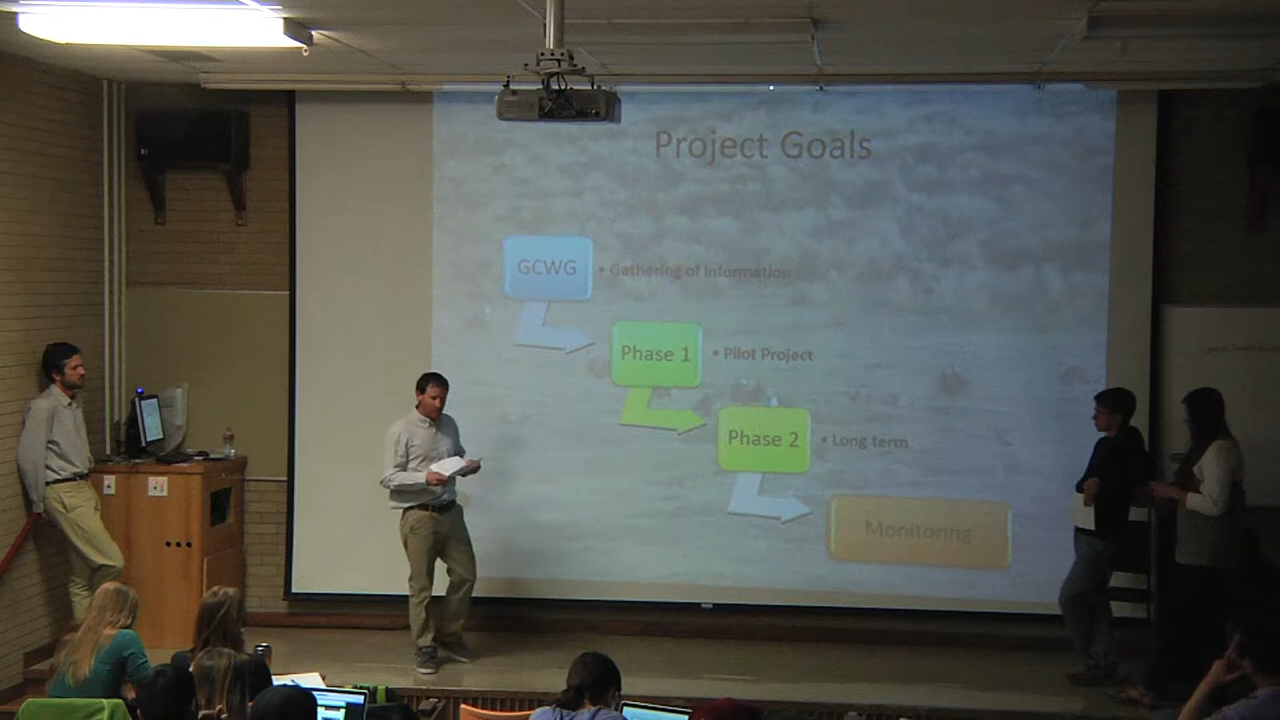 Project Goals
GCWG
• Gathering of Information
Phase 1
• Pilot Project
Phase 2
• Long term
Monitoring